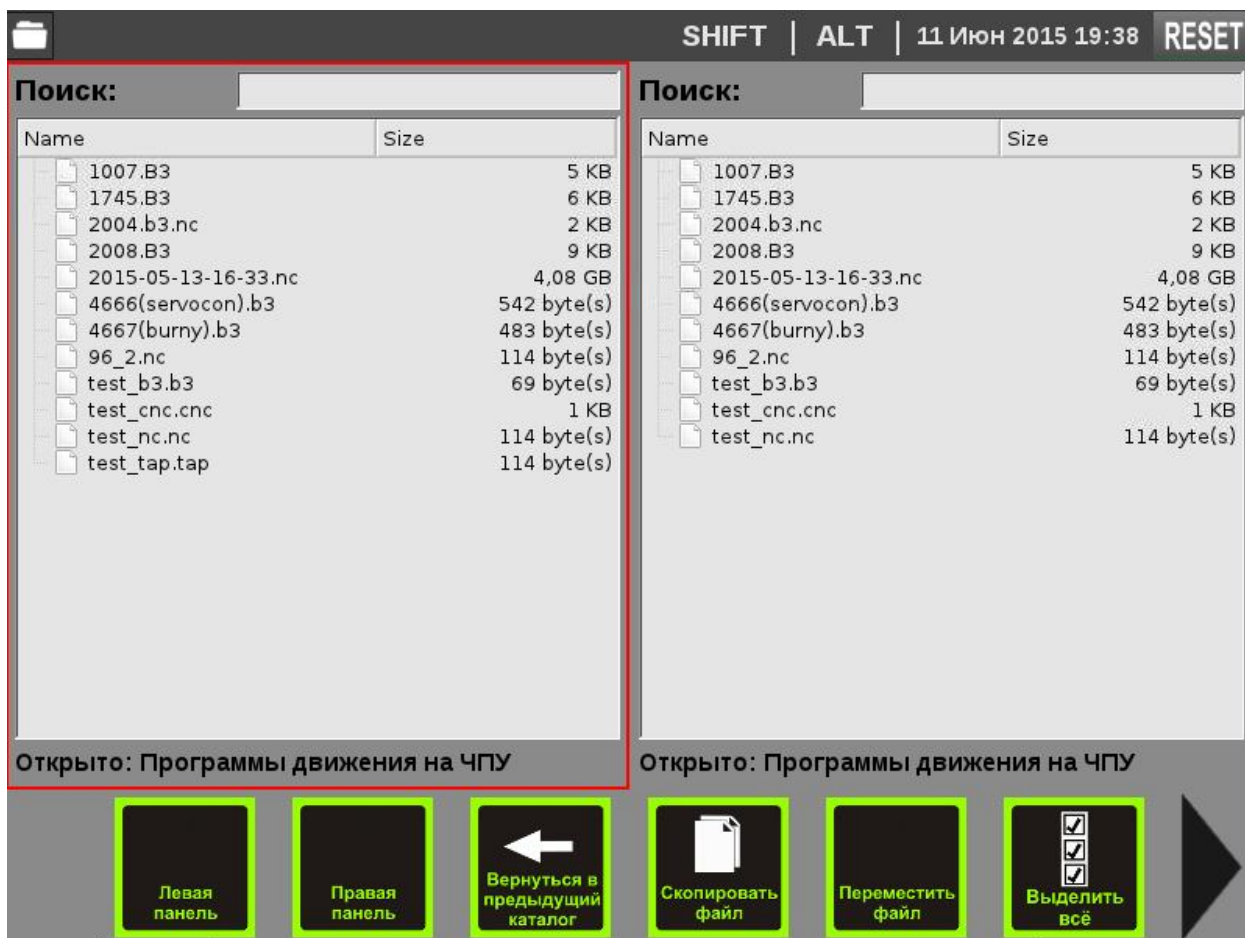 SHIFT | ALT | 11 Июн 2015 19:38 RESET
Поиск:
Name Size
1007.B3 5 KB
1745.B3 6 KB
2004.b3.nc 2 KB
2008.B3 9 KB
2015-05-13-16-33.nc 4,08 GB
4666(servocon).b3 542 byte(s)
4667(burny).b3 483 byte(s)
96_2.nc 114 byte(s)
test_b3.b3 69 byte(s)
test_cnc.cnc 1 KB
test_nc.nc 114 byte(s)
test_tap.tap 114 byte(s)
Открыто: Программы движения на ЧПУ
Поиск:
Name Size
1007.B3 5 KB
1745.B3 6 KB
2004.b3.nc 2 KB
2008.B3 9 KB
2015-05-13-16-33.nc 4,08 GB
4666(servocon).b3 542 byte(s)
4667(burny).b3 483 byte(s)
96_2.nc 114 byte(s)
test_b3.b3 69 byte(s)
test_cnc.cnc 1 KB
test_nc.nc 114 byte(s)
Открыто: Программы движения на ЧПУ
Левая
панель
Правая
панель
Вернуться в
предыдущий
каталог
Скопировать
файл
Переместить
файл
Выделить
всё